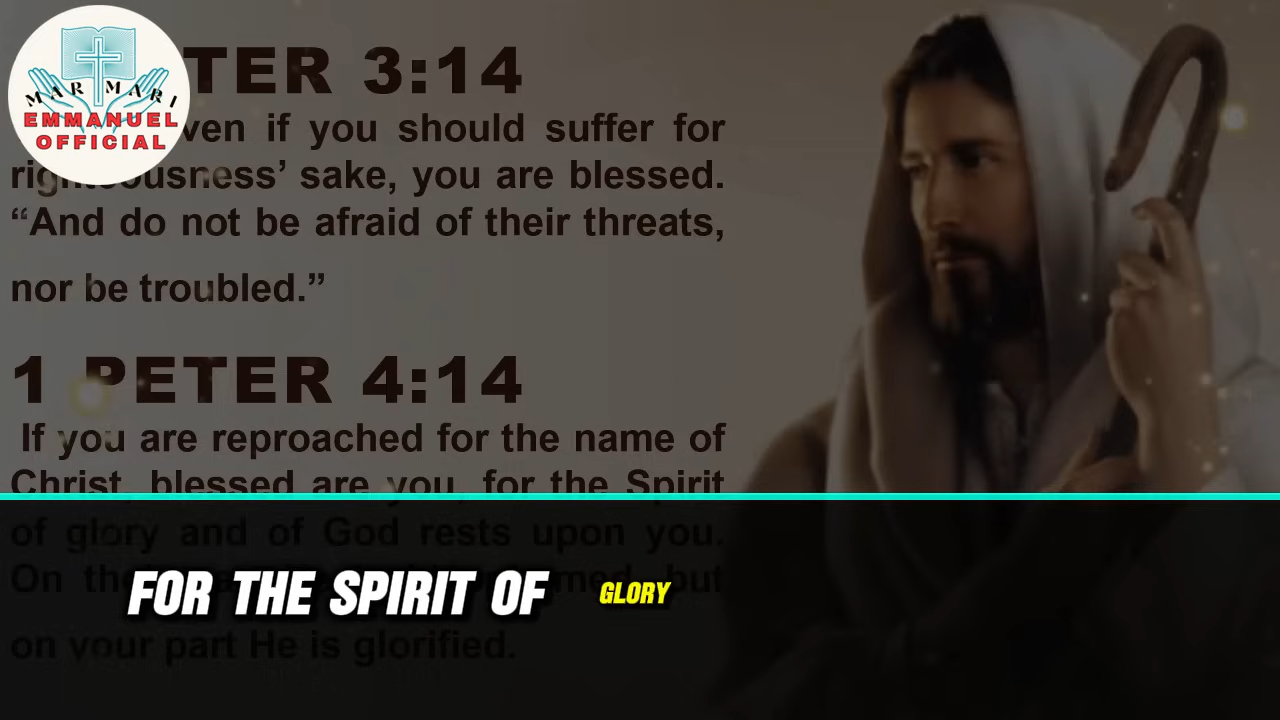 MAR MARI
EMMANUEL
OFFICIAL
TER 3:14
ven if you should suffer for
righteousness’ sake, you are blessed.
“And do not be afraid of their threats,
nor be troubled.”
1 PETER 4:14
If you are reproached for the name of
Christ, blessed are you, for the Spirit
of glory and of God rests upon you.
On but
on your part He is glorified.
FOR THE SPIRIT OF GLORY